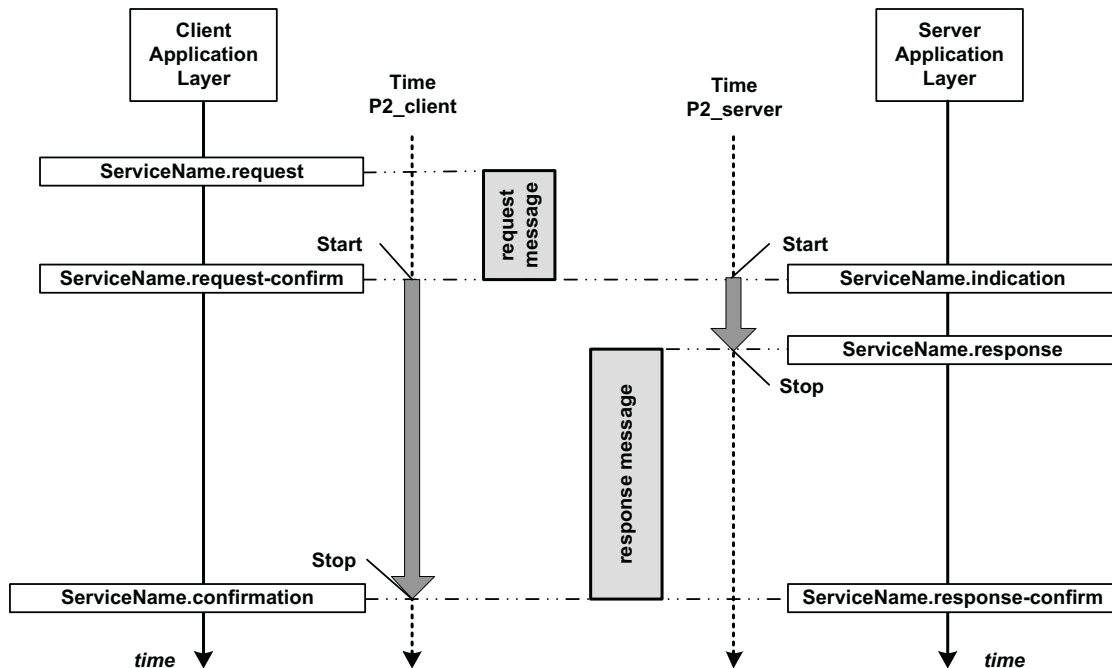 Client
Application
Layer
Server
Application
Layer
Time
P2_client
Time
P2_server
ServiceName.request
request
message
Start
Start
ServiceName.request-confirm
ServiceName.indication
ServiceName.response
Stop
response message
Stop
ServiceName.confirmation
ServiceName.response-confirm
time
time